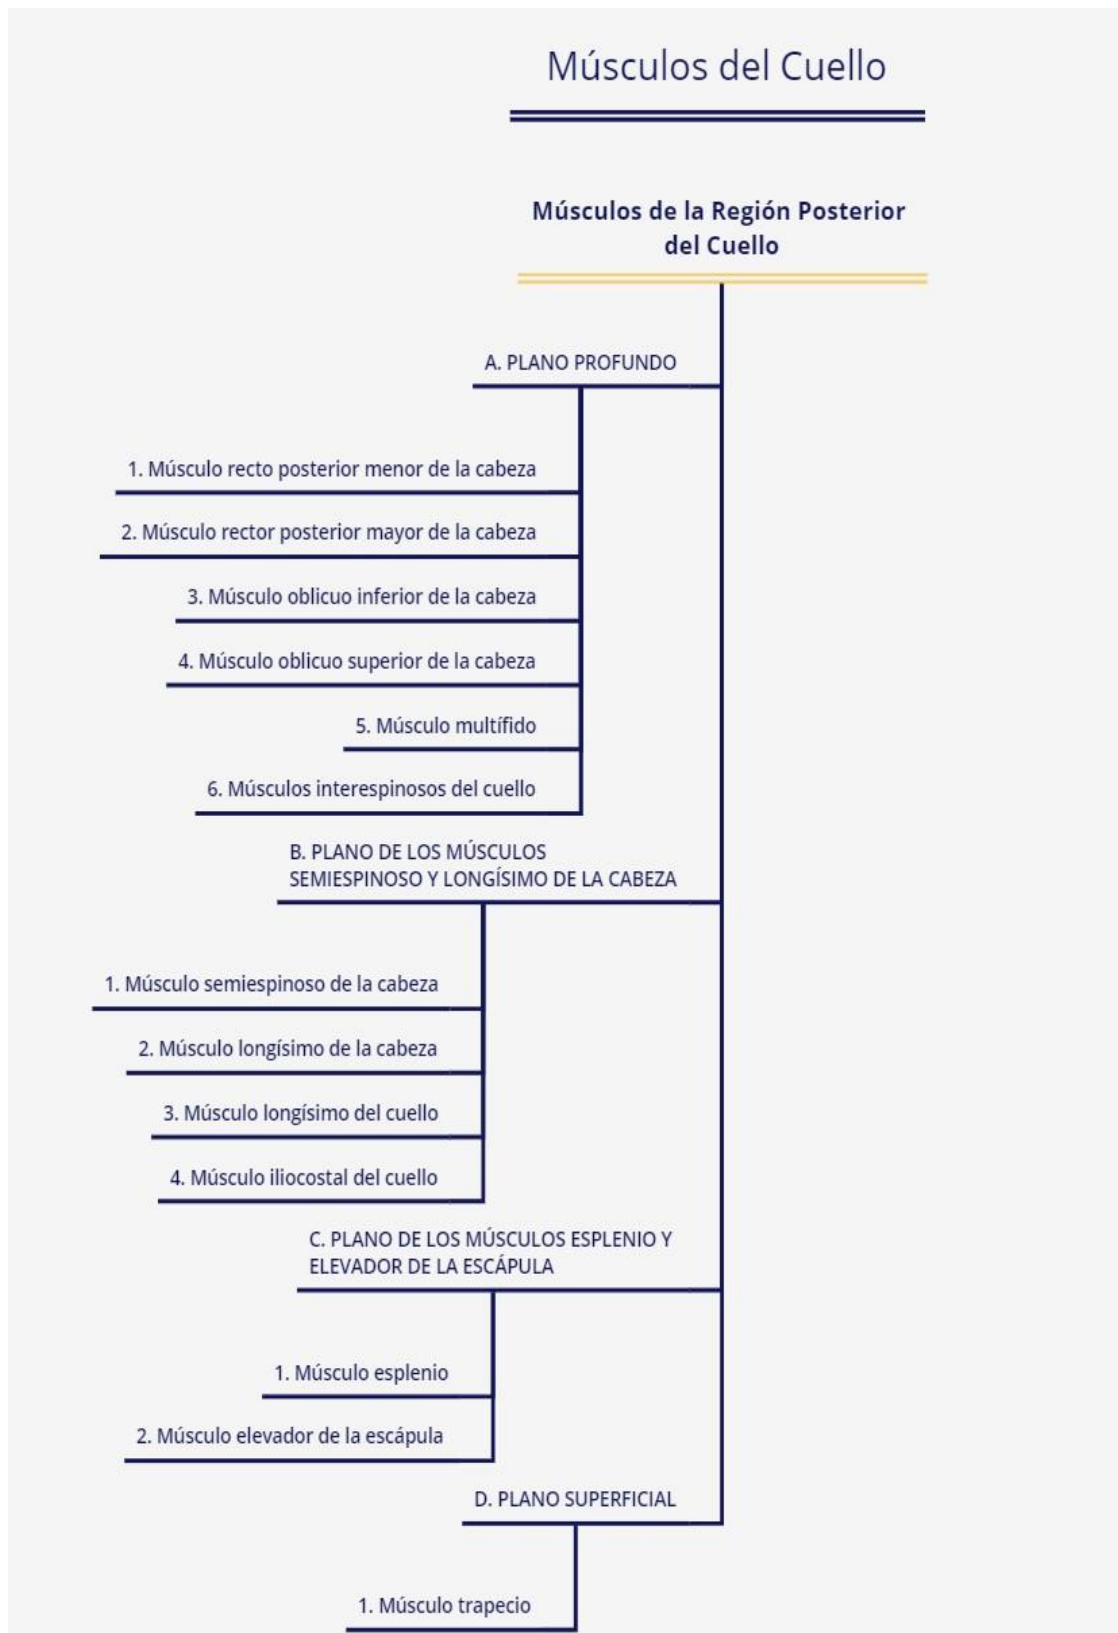 Músculos del Cuello
Músculos de la Región Posterior
del Cuello
A. PLANO PROFUNDO
1. Músculo recto posterior menor de la cabeza
2. Músculo rector posterior mayor de la cabeza
3. Músculo oblicuo inferior de la cabeza
4. Músculo oblicuo superior de la cabeza
5. Músculo multífido
6. Músculos interespinosos del cuello
B. PLANO DE LOS MÚSCULOS
SEMIESPINOSO Y LONGÍSIMO DE LA CABEZA
1. Músculo semiespinoso de la cabeza
2. Músculo longísimo de la cabeza
3. Músculo longísimo del cuello
4. Músculo iliocostal del cuello
C. PLANO DE LOS MÚSCULOS ESPLENIO Y
ELEVADOR DE LA ESCÁPULA
1. Músculo esplenio
2. Músculo elevador de la escápula
D. PLANO SUPERFICIAL
1. Músculo trapecio